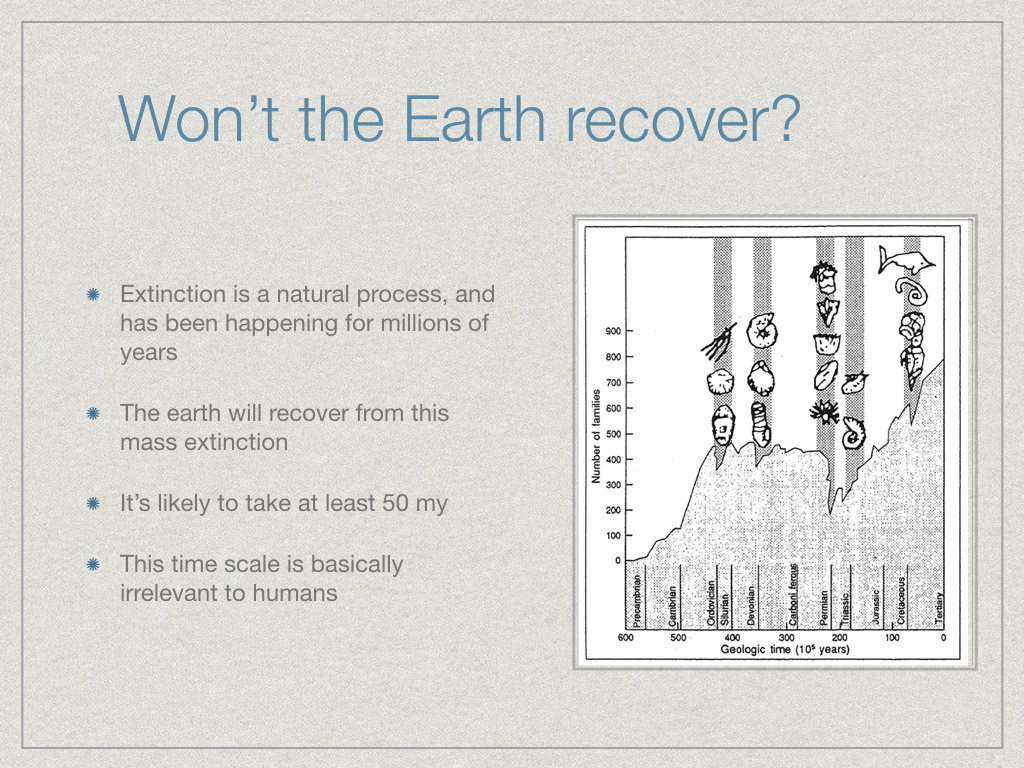 Won't the Earth recover?
Extinction is a natural process, and
has been happening for millions of
years
The earth will recover from this
mass extinction
It's likely to take at least 50 my
This time scale is basically
irrelevant to humans
Number of families
900
800
700
600
500
400
300
200
100
0
Precambrian
Cambrian
Ordovician
Silurian
Devonian
Carboni ferous
Permian
Triassic
Jurassic
Cretaceous
Tertiary
600 500 400 300 200 100 0
Geologic time (10⁵ years)